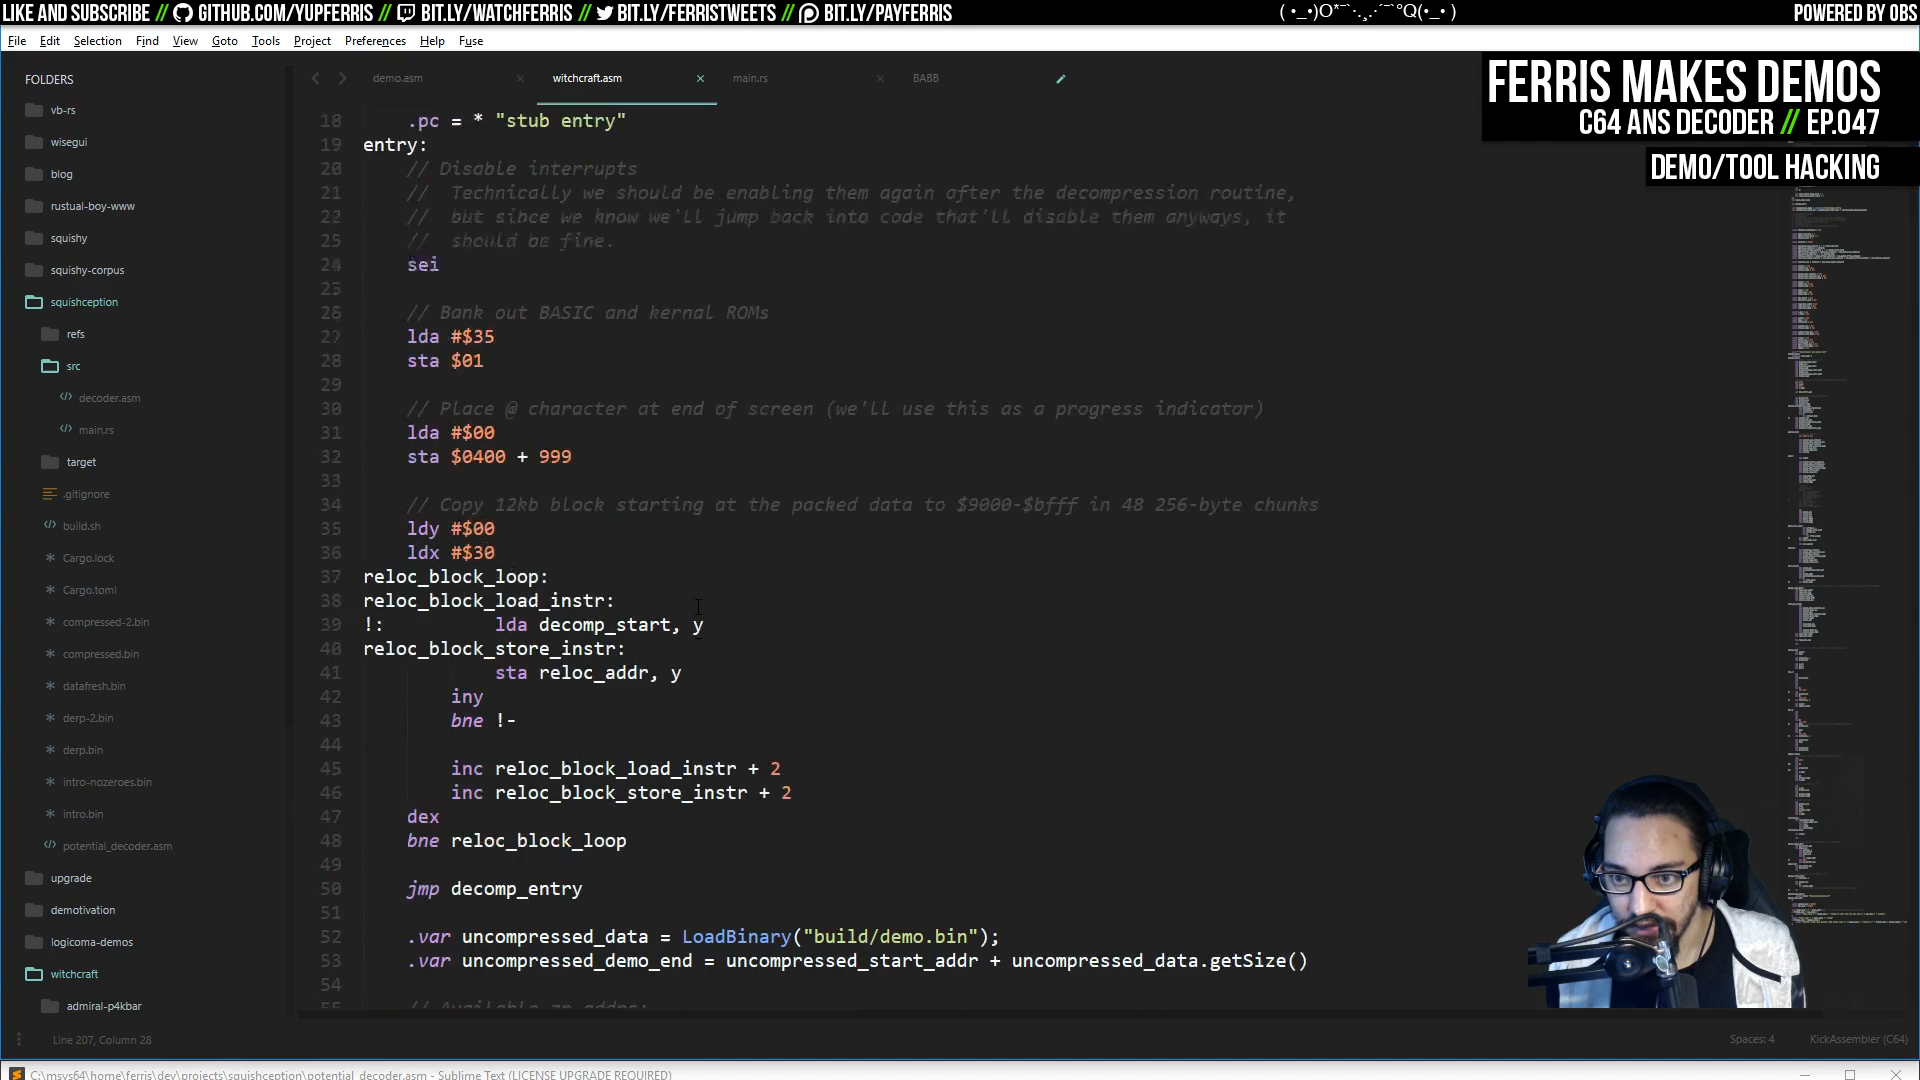 LIKE AND SUBSCRIBE // GITHUB.COM/YUPFERRIS // BIT.LY/WATCHFERRIS // BIT.LY/FERRISTWEETS // BIT.LY/PAYFERRIS
POWERED BY OBS
File Edit Selection Find View Goto Tools Project Preferences Help Fuse
FERRIS MAKES DEMOS
C64 ANS DECODER // EP.047
DEMO/TOOL HACKING
FOLDERS
vb-rs
wisegui
blog
rustual-boy-www
squishy
squishy-corpus
squishception
refs
src
decoder.asm
main.rs
target
.gitignore
build.sh
Cargo.lock
Cargo.toml
compressed-2.bin
compressed.bin
datafresh.bin
derp-2.bin
derp.bin
intro-nozeroes.bin
intro.bin
potential_decoder.asm
upgrade
demotivation
logicoma-demos
witchcraft
admiral-p4kbar
demo.asm witchcraft.asm main.rs BABB
18 .pc = * "stub entry"
19 entry:
20 // Disable interrupts
21 // Technically we should be enabling them again after the decompression routine,
22 // but since we know we'll jump back into code that'll disable them anyways, it
// should be fine.
24 sei
25
26 // Bank out BASIC and kernal ROMs
27 lda #$35
28 sta $01
29
30 // Place @ character at end of screen (we'll use this as a progress indicator)
31 lda #$00
32 sta $0400 + 999
33
34 // Copy 12kb block starting at the packed data to $9000-$bfff in 48 256-byte chunks
35 ldy #$00
36 ldx #$30
37 reloc_block_loop:
38 reloc_block_load_instr:
39 !: lda decomp_start, y
40 reloc_block_store_instr:
41 sta reloc_addr, y
42 iny
43 bne !-
44
45 inc reloc_block_load_instr + 2
46 inc reloc_block_store_instr + 2
47 dex
48 bne reloc_block_loop
49
50 jmp decomp_entry
51
52 .var uncompressed_data = LoadBinary("build/demo.bin");
53 .var uncompressed_demo_end = uncompressed_start_addr + uncompressed_data.getSize()
54
// Available zp addrs:
Line 207, Column 28
Spaces: 4 KickAssembler (C64)
C:\msys64\home\ferris\dev\projects\squishception\potential_decoder.asm - Sublime Text (LICENSE UPGRADE REQUIRED)